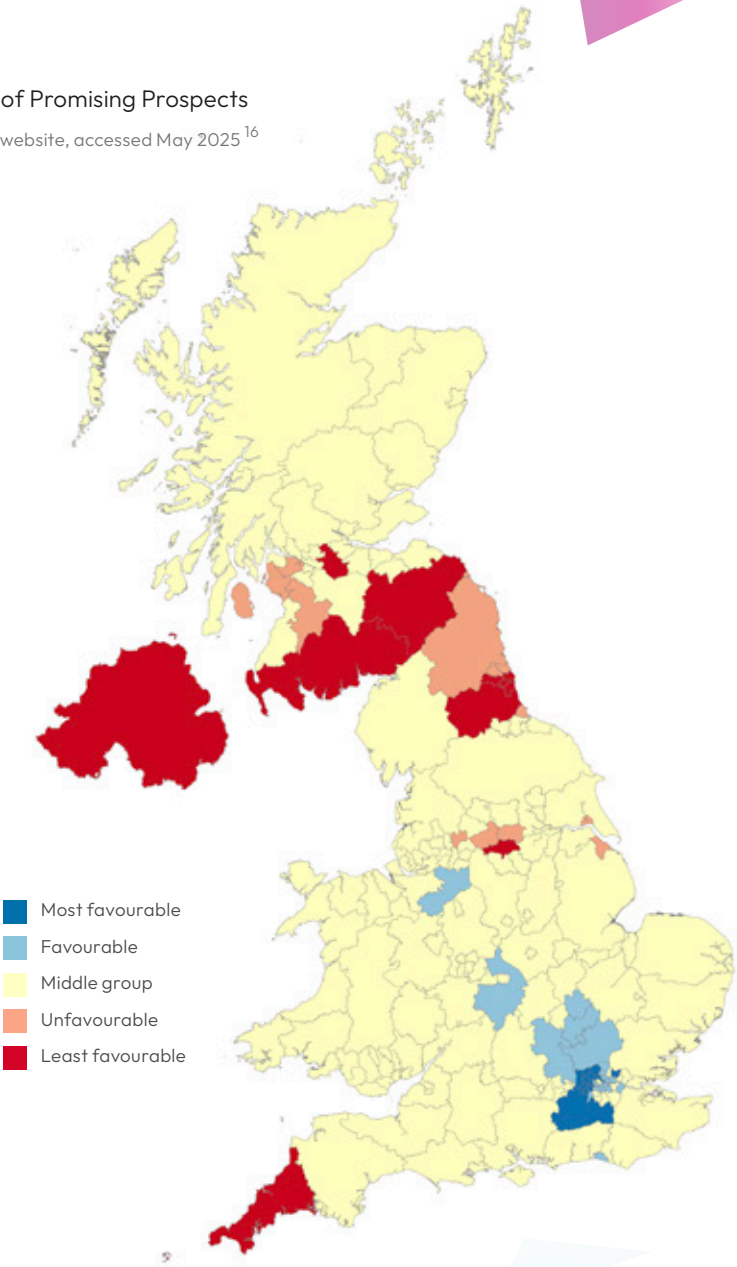 of Promising Prospects
website, accessed May 2025 16
Most favourable
Favourable
Middle group
Unfavourable
Least favourable